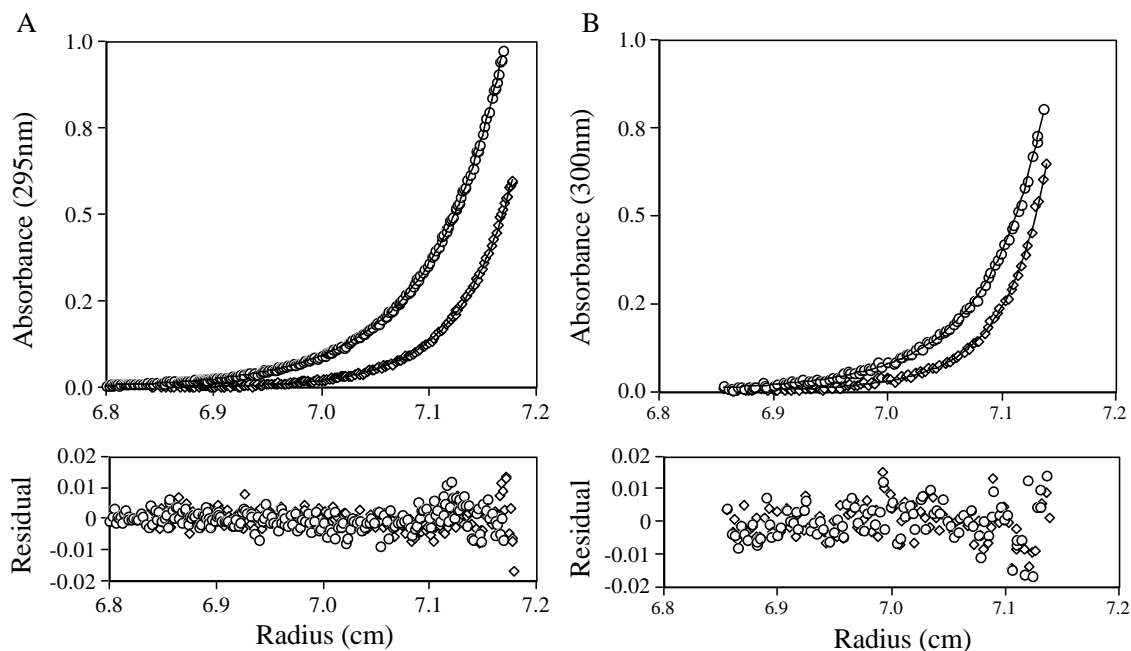 A
Absorbance (295nm)
1.0
0.8
0.5
0.2
0.0
6.8 6.9 7.0 7.1 7.2
Residual
0.02
0.01
0
-0.01
-0.02
6.8 6.9 7.0 7.1 7.2
Radius (cm)
B
Absorbance (300nm)
1.0
0.8
0.5
0.2
0.0
6.8 6.9 7.0 7.1 7.2
Residual
0.02
0.01
0
-0.01
-0.02
6.8 6.9 7.0 7.1 7.2
Radius (cm)